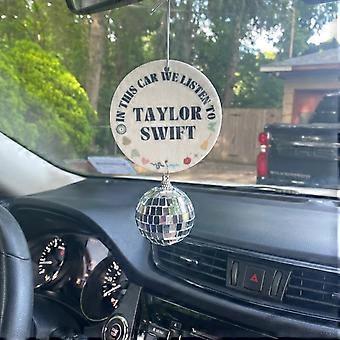 IN THIS CAR WE LISTEN TO
TAYLOR
SWIFT